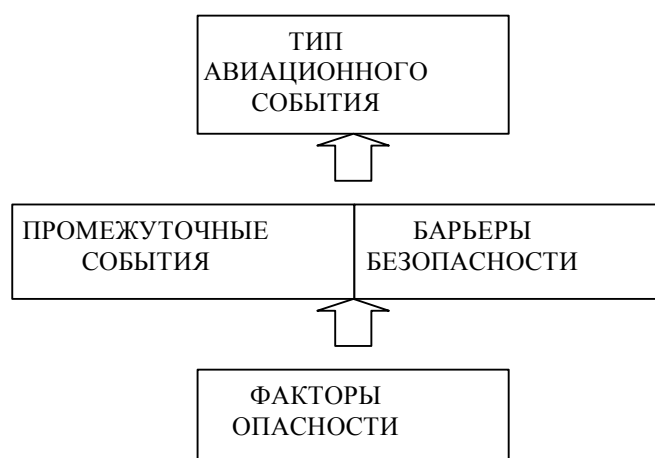 ТИП
АВИАЦИОННОГО
СОБЫТИЯ
ПРОМЕЖУТОЧНЫЕ
СОБЫТИЯ
БАРЬЕРЫ
БЕЗОПАСНОСТИ
ФАКТОРЫ
ОПАСНОСТИ